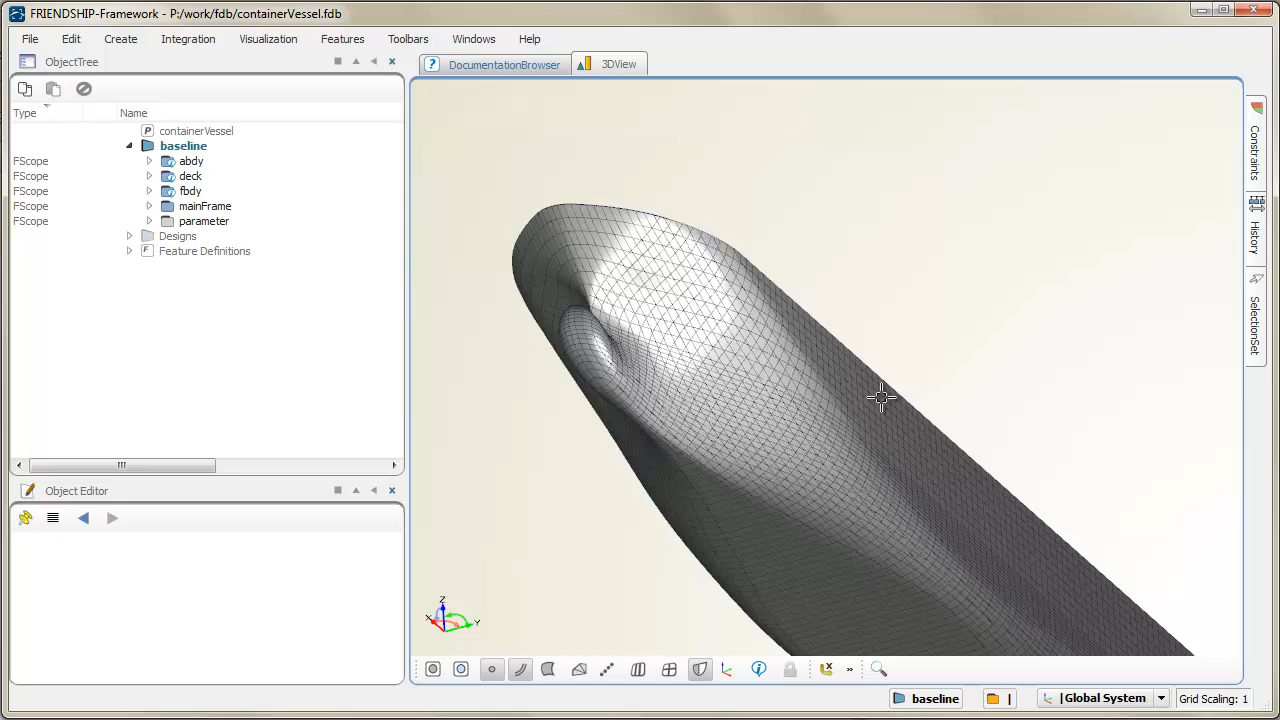 FRIENDSHIP-Framework - P:/work/fdb/containerVessel.fdb
File Edit Create Integration Visualization Features Toolbars Windows Help
ObjectTree
DocumentationBrowser 3DView
Type Name
containerVessel
baseline
FScope abdy
FScope deck
FScope fbdy
FScope mainFrame
FScope parameter
Designs
Feature Definitions
Object Editor
Constraints
History
SelectionSet
Z
X
Y
baseline | |Global System Grid Scaling: 1